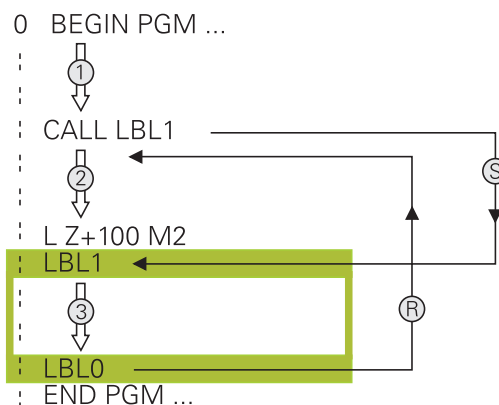 0 BEGIN PGM ...
1
CALL LBL1
S
2
L Z+100 M2
LBL1
3
R
LBL0
END PGM ...